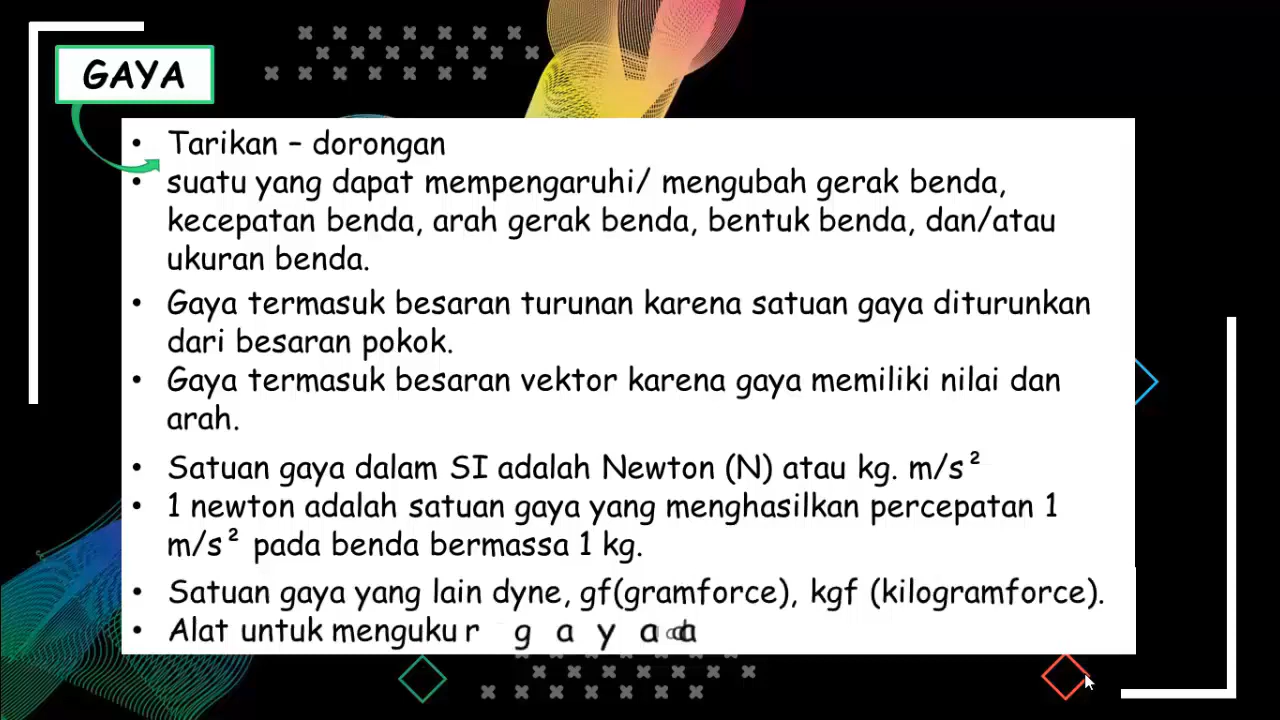 GAYA
• Tarikan – dorongan
• suatu yang dapat mempengaruhi/ mengubah gerak benda,
kecepatan benda, arah gerak benda, bentuk benda, dan/atau
ukuran benda.
• Gaya termasuk besaran turunan karena satuan gaya diturunkan
dari besaran pokok.
• Gaya termasuk besaran vektor karena gaya memiliki nilai dan
arah.
• Satuan gaya dalam SI adalah Newton (N) atau kg. m/s²
• 1 newton adalah satuan gaya yang menghasilkan percepatan 1
m/s² pada benda bermassa 1 kg.
• Satuan gaya yang lain dyne, gf(gramforce), kgf (kilogramforce).
• Alat untuk mengukur gaya